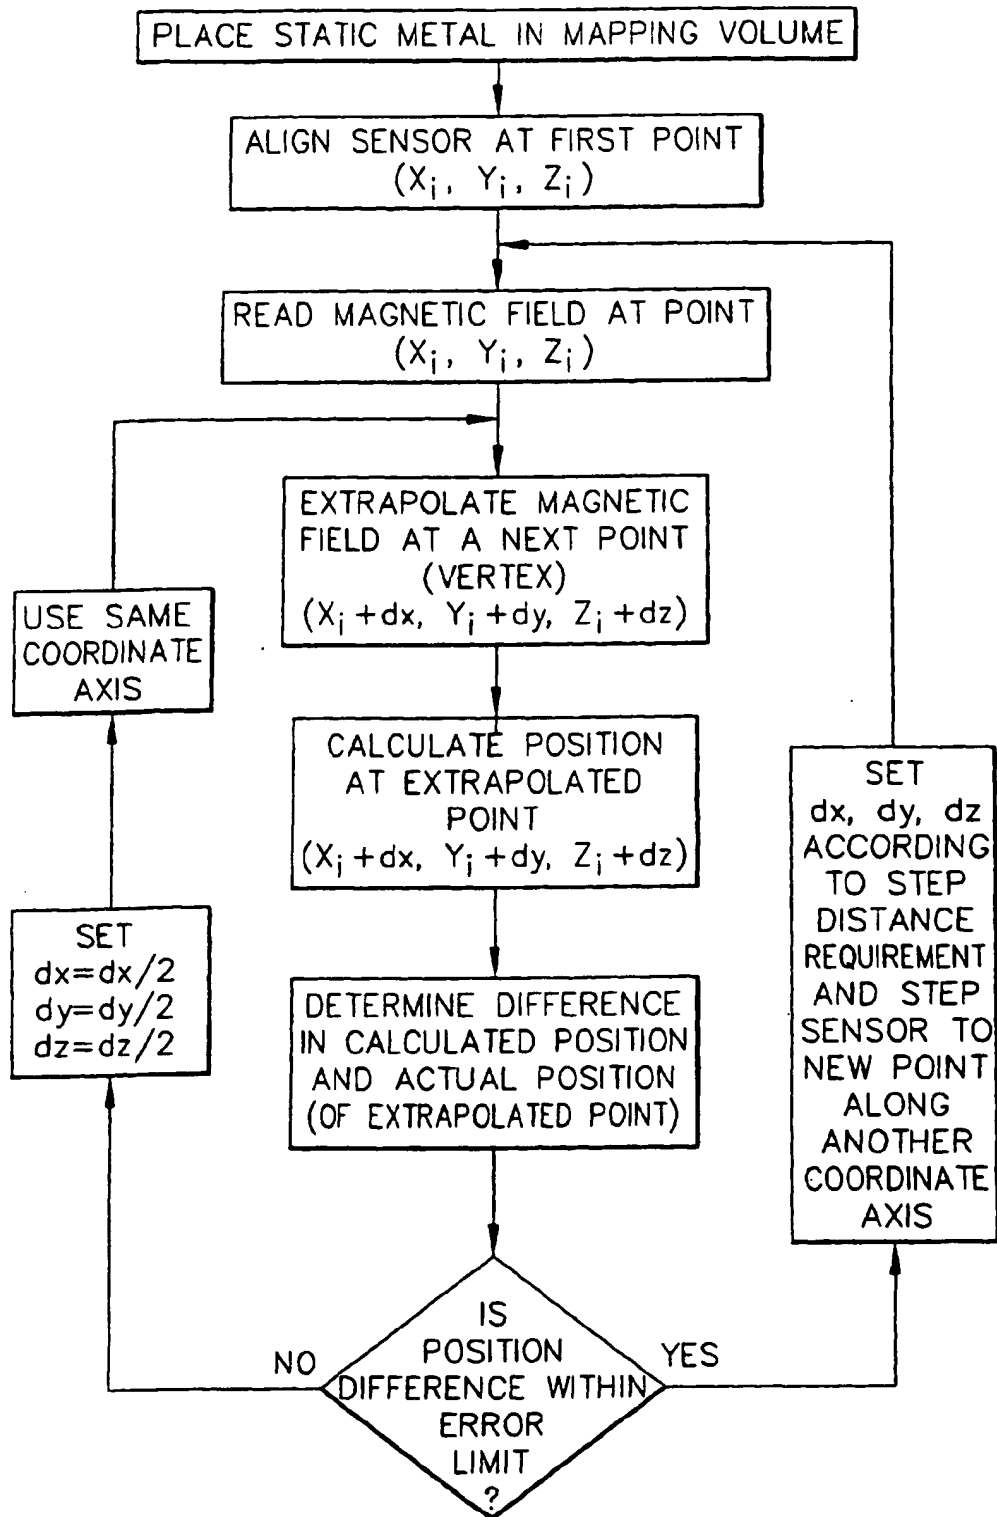 PLACE STATIC METAL IN MAPPING VOLUME
ALIGN SENSOR AT FIRST POINT
(Xi, Yi, Zi)
READ MAGNETIC FIELD AT POINT
(Xi, Yi, Zi)
EXTRAPOLATE MAGNETIC
FIELD AT A NEXT POINT
(VERTEX)
(Xi+dx, Yi+dy, Zi+dz)
USE SAME
COORDINATE
AXIS
CALCULATE POSITION
AT EXTRAPOLATED
POINT
(Xi+dx, Yi+dy, Zi+dz)
SET
dx=dx/2
dy=dy/2
dz=dz/2
DETERMINE DIFFERENCE
IN CALCULATED POSITION
AND ACTUAL POSITION
(OF EXTRAPOLATED POINT)
SET
dx, dy, dz
ACCORDING
TO STEP
DISTANCE
REQUIREMENT
AND STEP
SENSOR TO
NEW POINT
ALONG
ANOTHER
COORDINATE
AXIS
IS
POSITION
DIFFERENCE WITHIN
ERROR
LIMIT
?
NO
YES